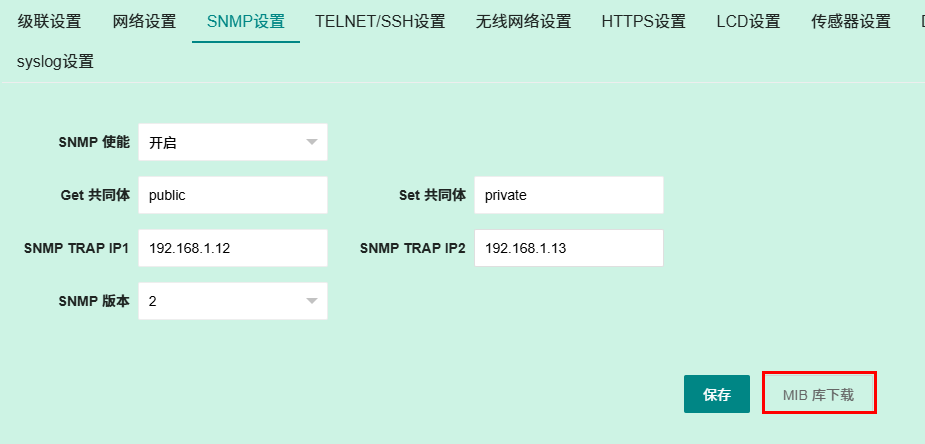 级联设置 网络设置 SNMP设置 TELNET/SSH设置 无线网络设置 HTTPS设置 LCD设置 传感器设置
syslog设置
SNMP 使能 开启
Get 共同体 public Set 共同体 private
SNMP TRAP IP1 192.168.1.12 SNMP TRAP IP2 192.168.1.13
SNMP 版本 2
保存 MIB 库下载